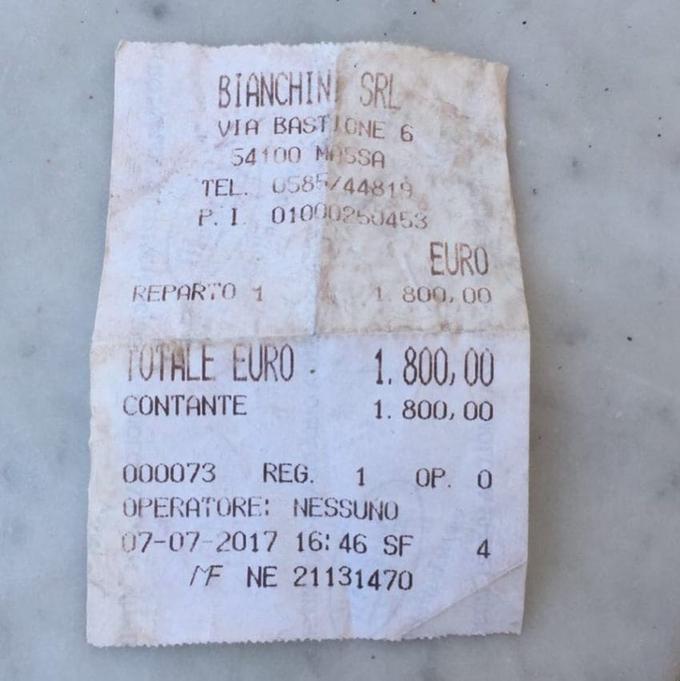 BIANCHINI SRL
VIA BASTIONE 6
54100 MASSA
TEL. 0585/44819
P. I. 01000250453
EURO
REPARTO 1 1.800,00
TOTALE EURO 1.800,00
CONTANTE 1.800,00
000073 REG. 1 OP. 0
OPERATORE: NESSUNO
07-07-2017 16:46 SF 4
MF NE 21131470